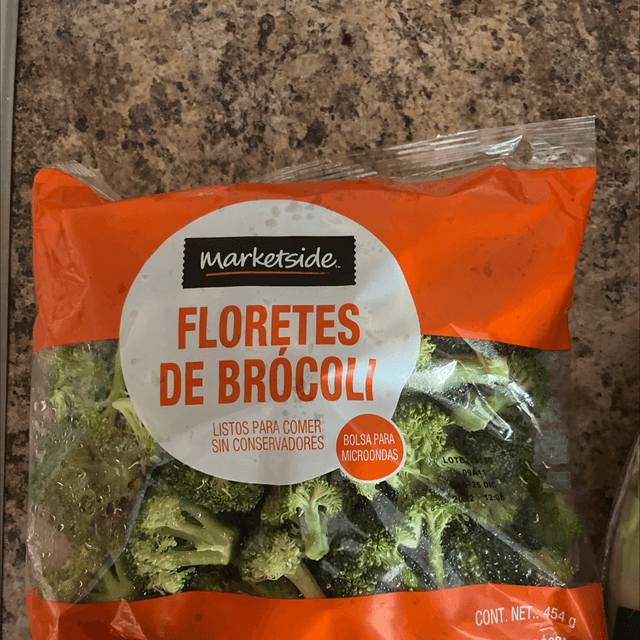 marketside
FLORETES
DE BRÓCOLI
LISTOS PARA COMER
SIN CONSERVADORES
BOLSA PARA
MICROONDAS
CONT. NET.: 454 g